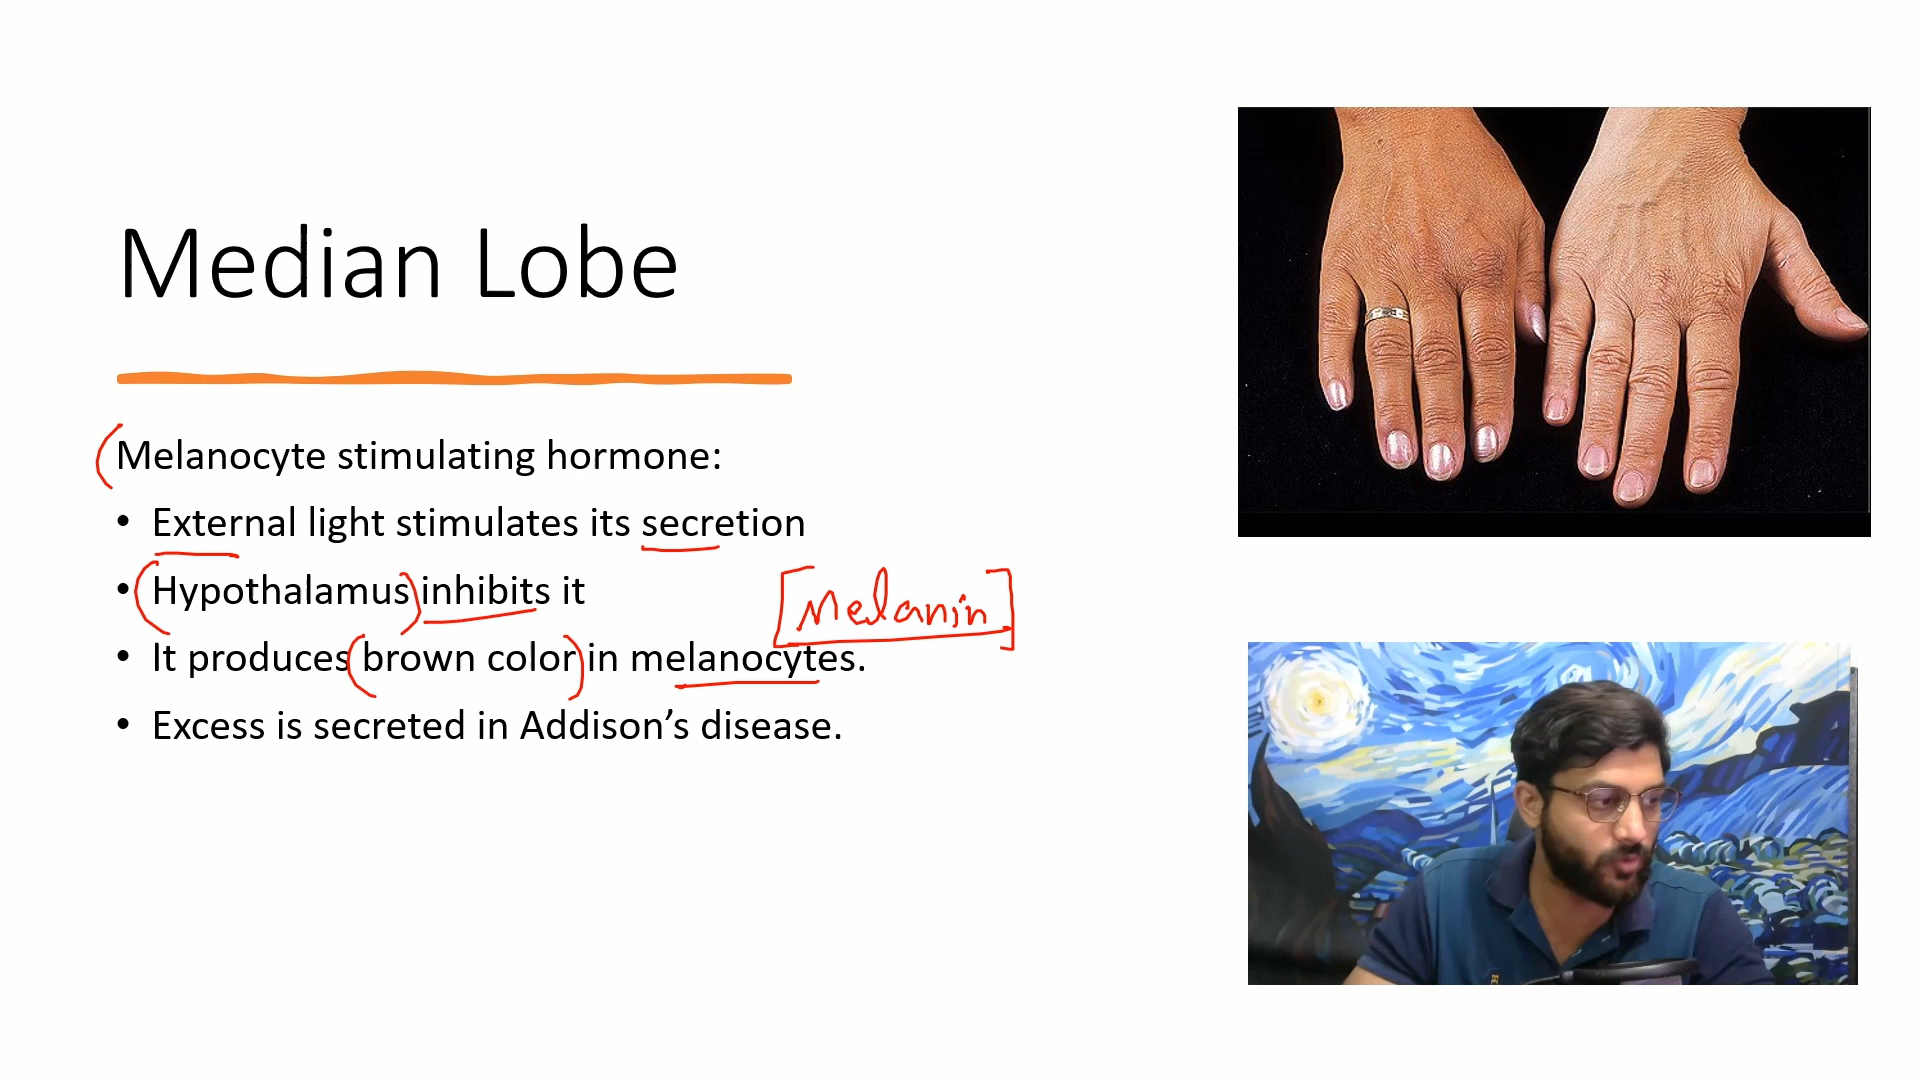 Median Lobe
Melanocyte stimulating hormone:
• External light stimulates its secretion
• Hypothalamus inhibits it
Melanin
• It produces brown color in melanocytes.
• Excess is secreted in Addison’s disease.